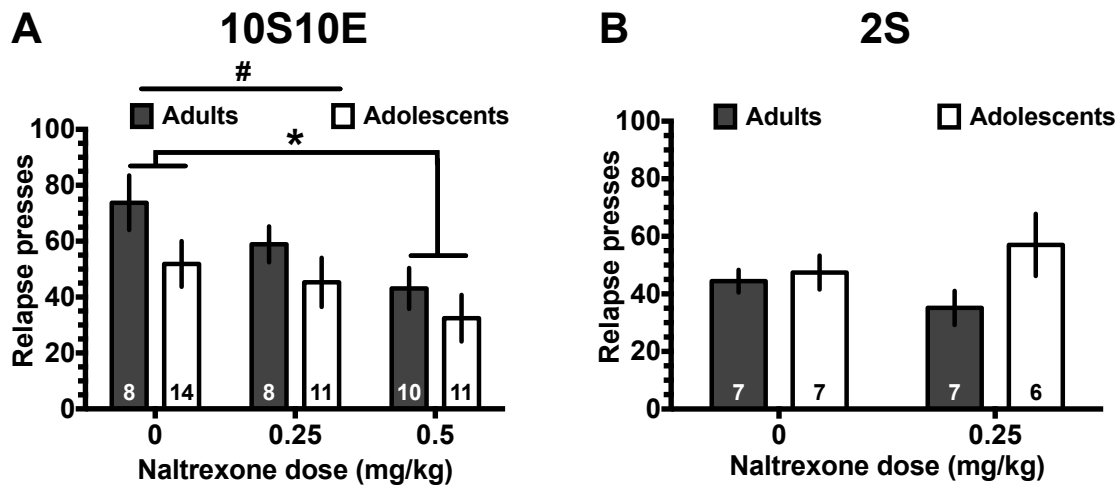 A
10S10E
#
Adults
Adolescents
*
100
80
60
40
20
0
Relapse presses
8
14
8
11
10
11
0
0.25
0.5
Naltrexone dose (mg/kg)
B
2S
Adults
Adolescents
100
80
60
40
20
0
Relapse presses
7
7
7
6
0
0.25
Naltrexone dose (mg/kg)